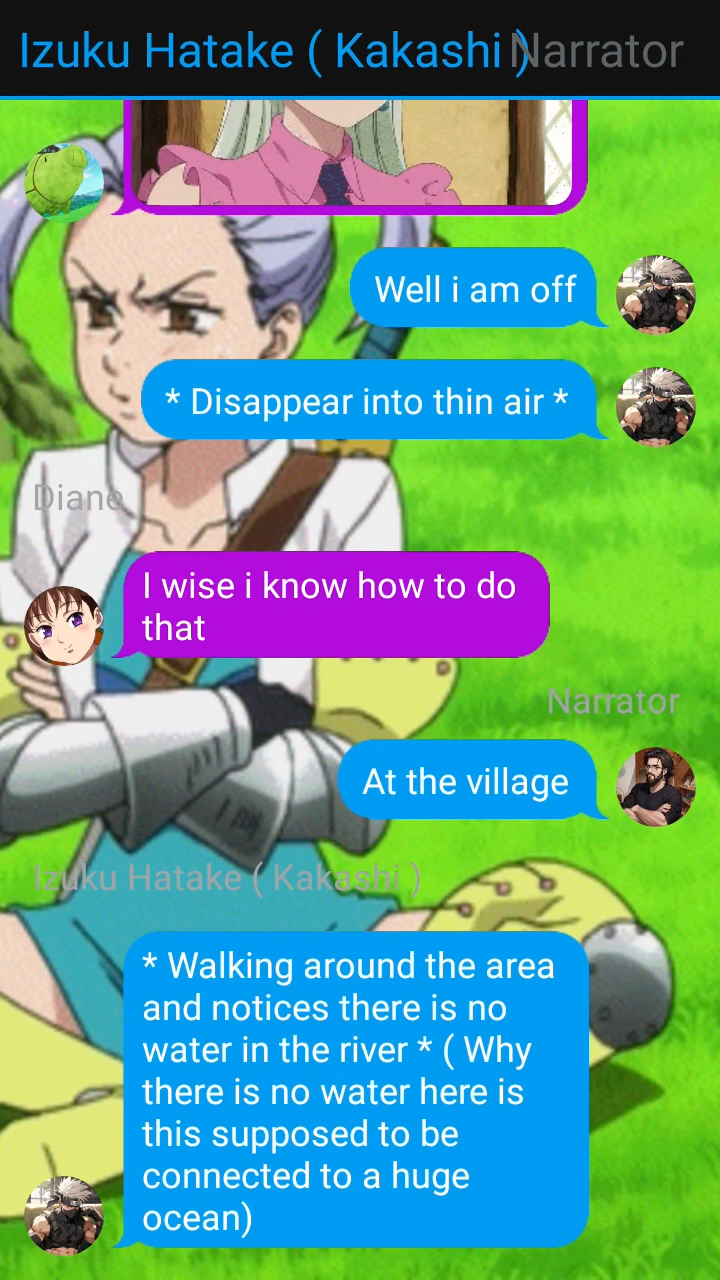 Izuku Hatake ( Kakashi )
Narrator
Well i am off
* Disappear into thin air *
Diane
I wise i know how to do
that
Narrator
At the village
Izuku Hatake ( Kakashi )
* Walking around the area
and notices there is no
water in the river * ( Why
there is no water here is
this supposed to be
connected to a huge
ocean)